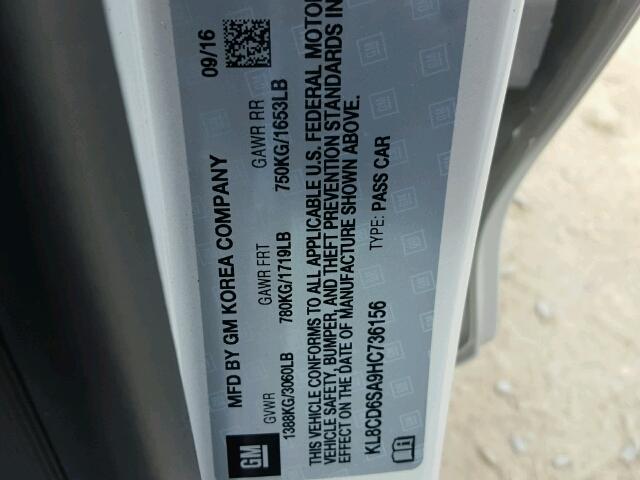 MFD BY GM KOREA COMPANY 09/16
GVWR GAWR FRT GAWR RR
1388KG/3060LB 780KG/1719LB 750KG/1653LB
THIS VEHICLE CONFORMS TO ALL APPLICABLE U.S. FEDERAL MOTOR
VEHICLE SAFETY, BUMPER, AND THEFT PREVENTION STANDARDS IN
EFFECT ON THE DATE OF MANUFACTURE SHOWN ABOVE.
KL8CD6SA9HC736156 TYPE: PASS CAR
GM